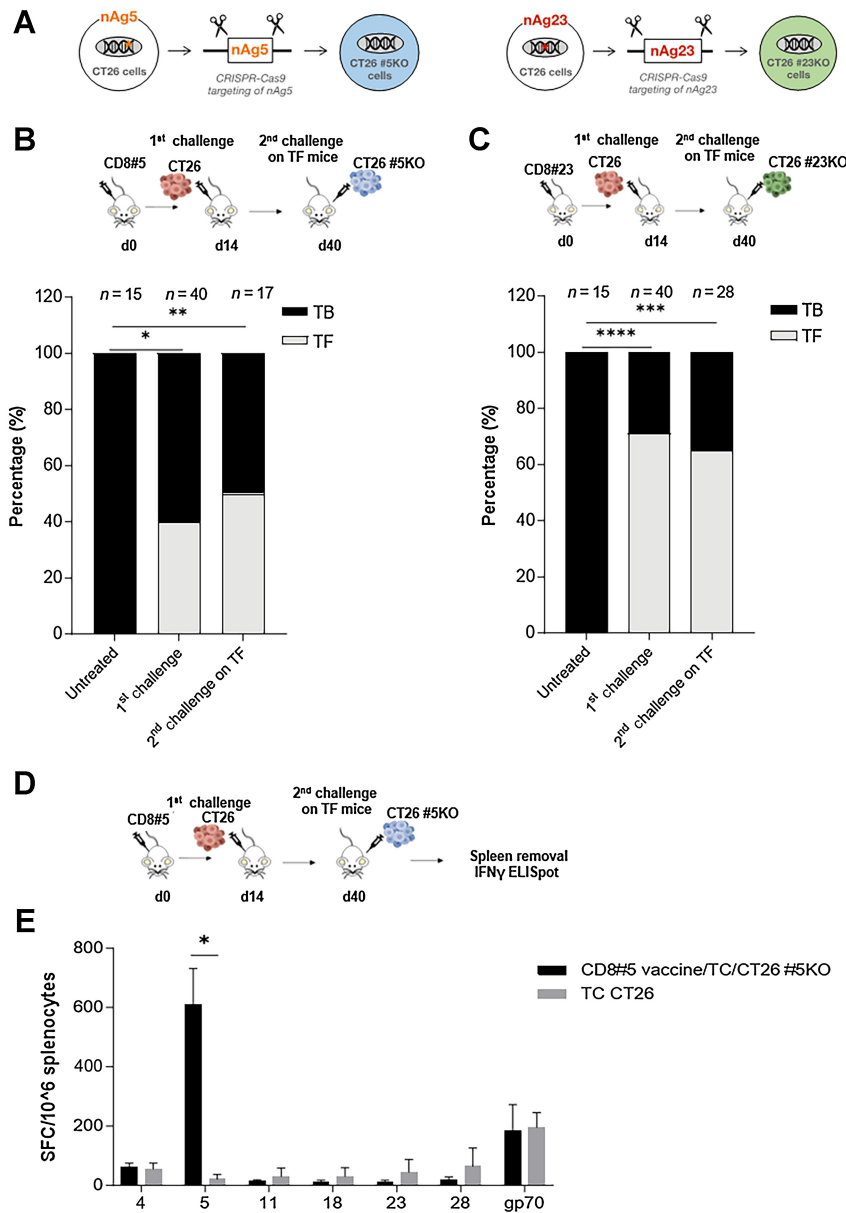 A
nAg5
CT26 cells
nAg5
CRISPR-Cas9
targeting of nAg5
CT26 #5KO
cells
nAg23
CT26 cells
nAg23
CRISPR-Cas9
targeting of nAg23
CT26 #23KO
cells
B
CD8#5
1st challenge
CT26
2nd challenge
on TF mice
CT26 #5KO
d0
d14
d40
n = 15
n = 40
n = 17
**
*
TB
TF
Percentage (%)
120
100
80
60
40
20
0
Untreated
1st challenge
2nd challenge on TF
C
CD8#23
1st challenge
CT26
2nd challenge
on TF mice
CT26 #23KO
d0
d14
d40
n = 15
n = 40
n = 28
***
****
TB
TF
Percentage (%)
120
100
80
60
40
20
0
Untreated
1st challenge
2nd challenge on TF
D
CD8#5
1st challenge
CT26
2nd challenge
on TF mice
CT26 #5KO
d0
d14
d40
Spleen removal
IFNγ ELISpot
E
SFC/10^6 splenocytes
800
600
400
200
0
*
CD8#5 vaccine/TC/CT26 #5KO
TC CT26
4
5
11
18
23
28
gp70